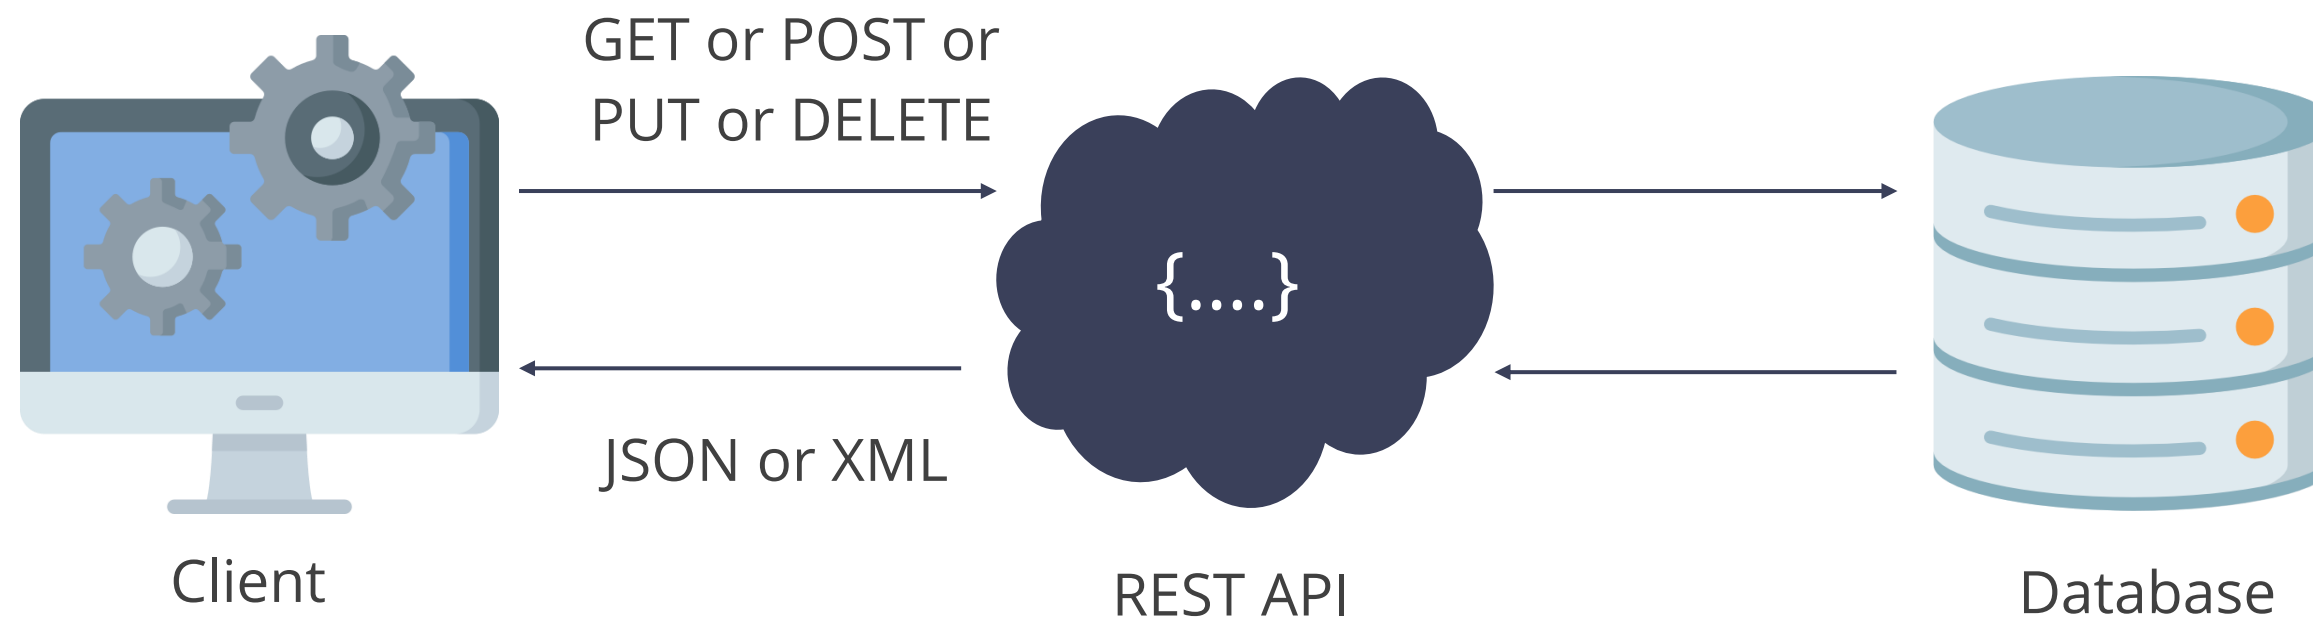 GET or POST or
PUT or DELETE
{....}
JSON or XML
Client
REST API
Database